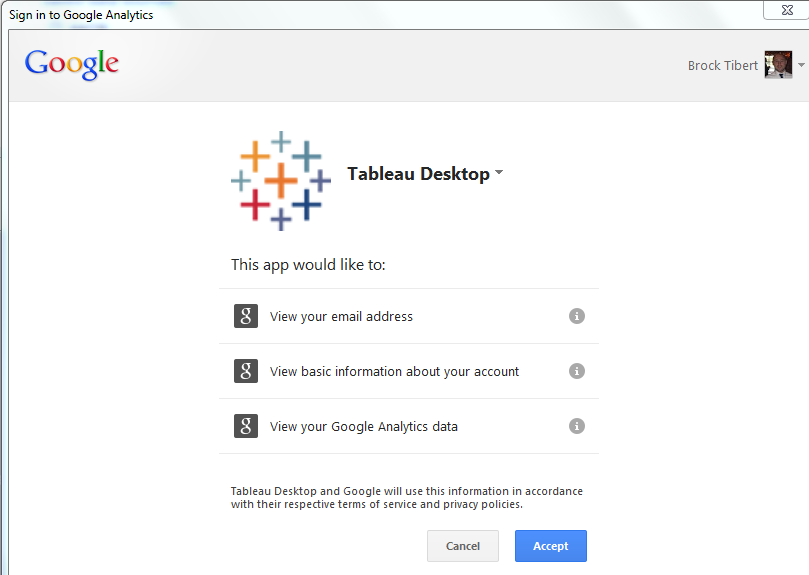 Sign in to Google Analytics
Google
Brock Tibert
Tableau Desktop
This app would like to:
View your email address
View basic information about your account
View your Google Analytics data
Tableau Desktop and Google will use this information in accordance
with their respective terms of service and privacy policies.
Cancel
Accept